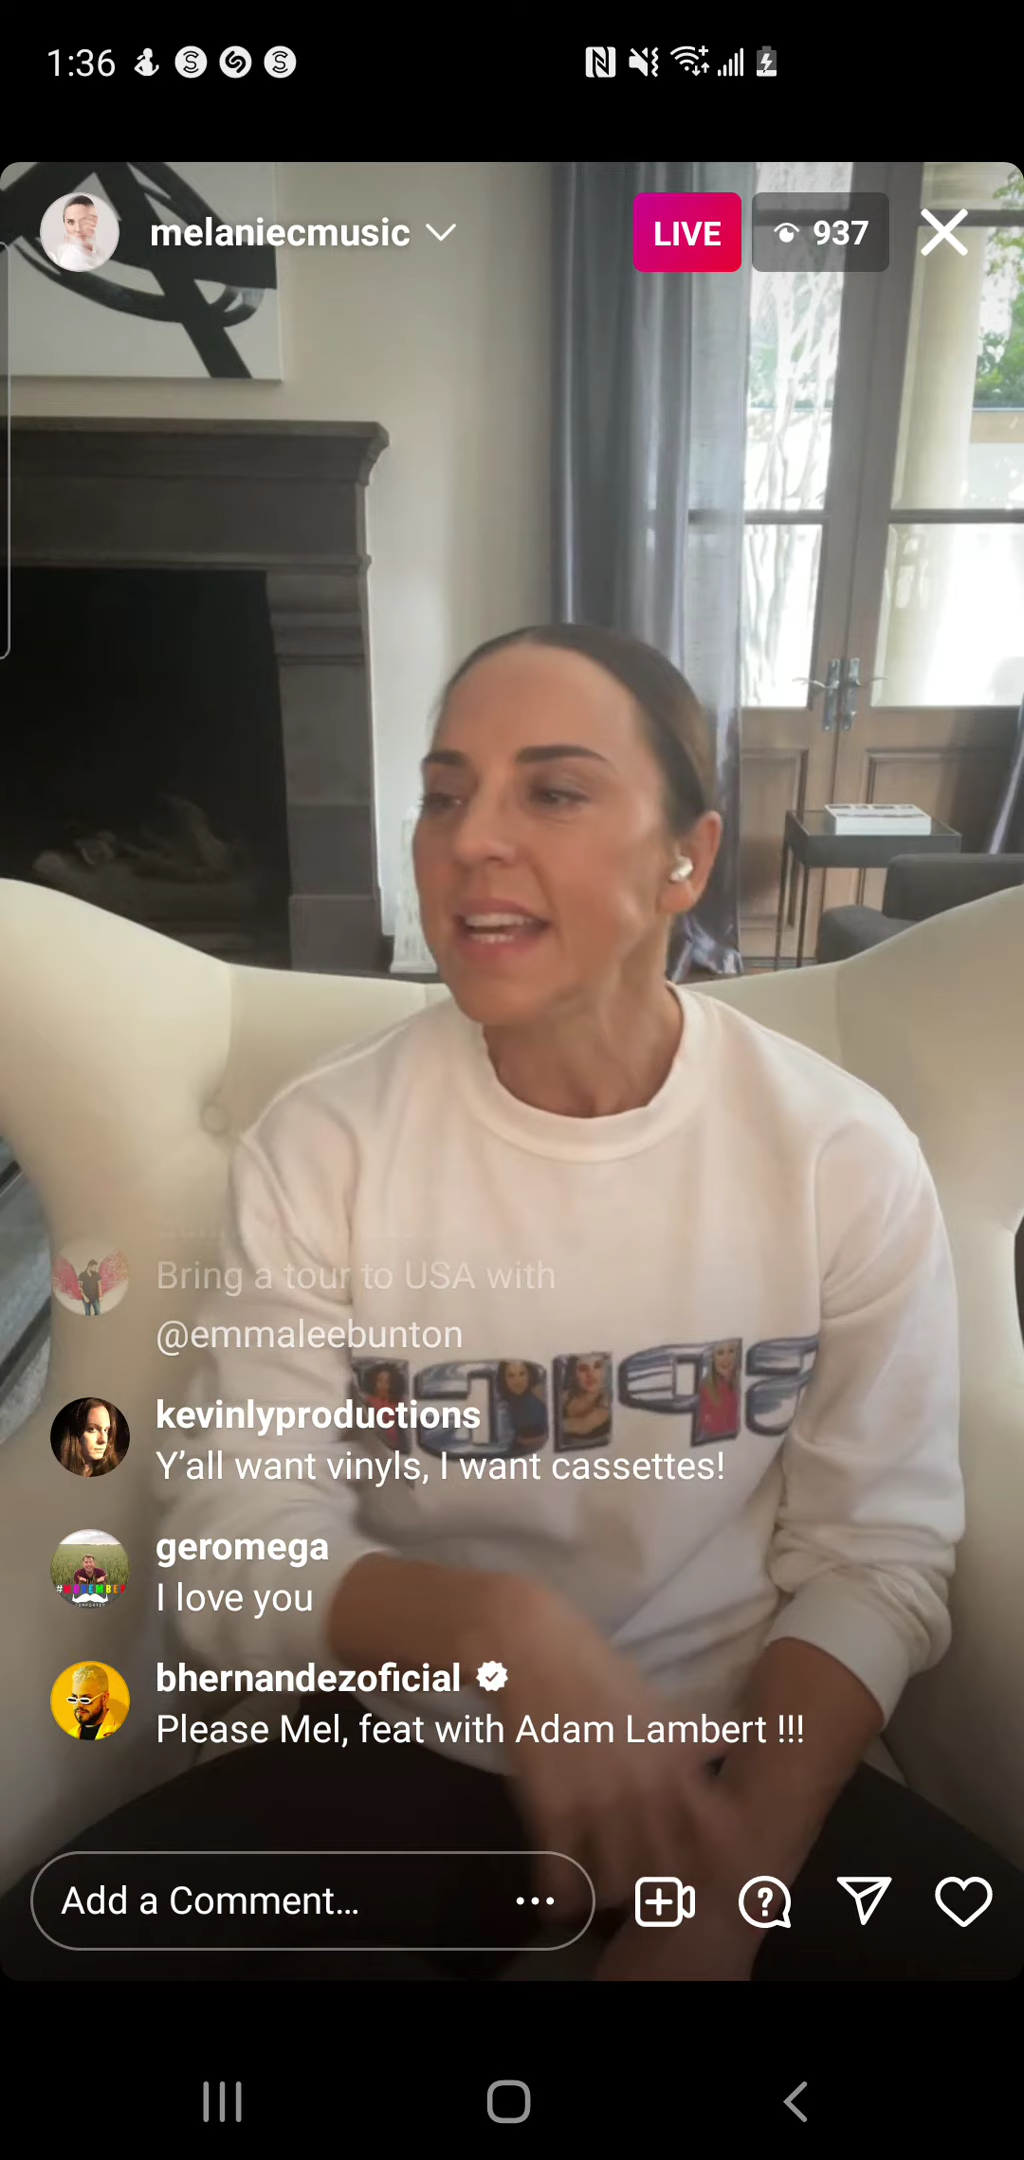 1:36
melaniecmusic
LIVE
937
Bring a tour to USA with
@emmaleebunton
kevinlyproductions
Y’all want vinyls, I want cassettes!
geromega
I love you
bhernandezoficial
Please Mel, feat with Adam Lambert !!!
Add a Comment...